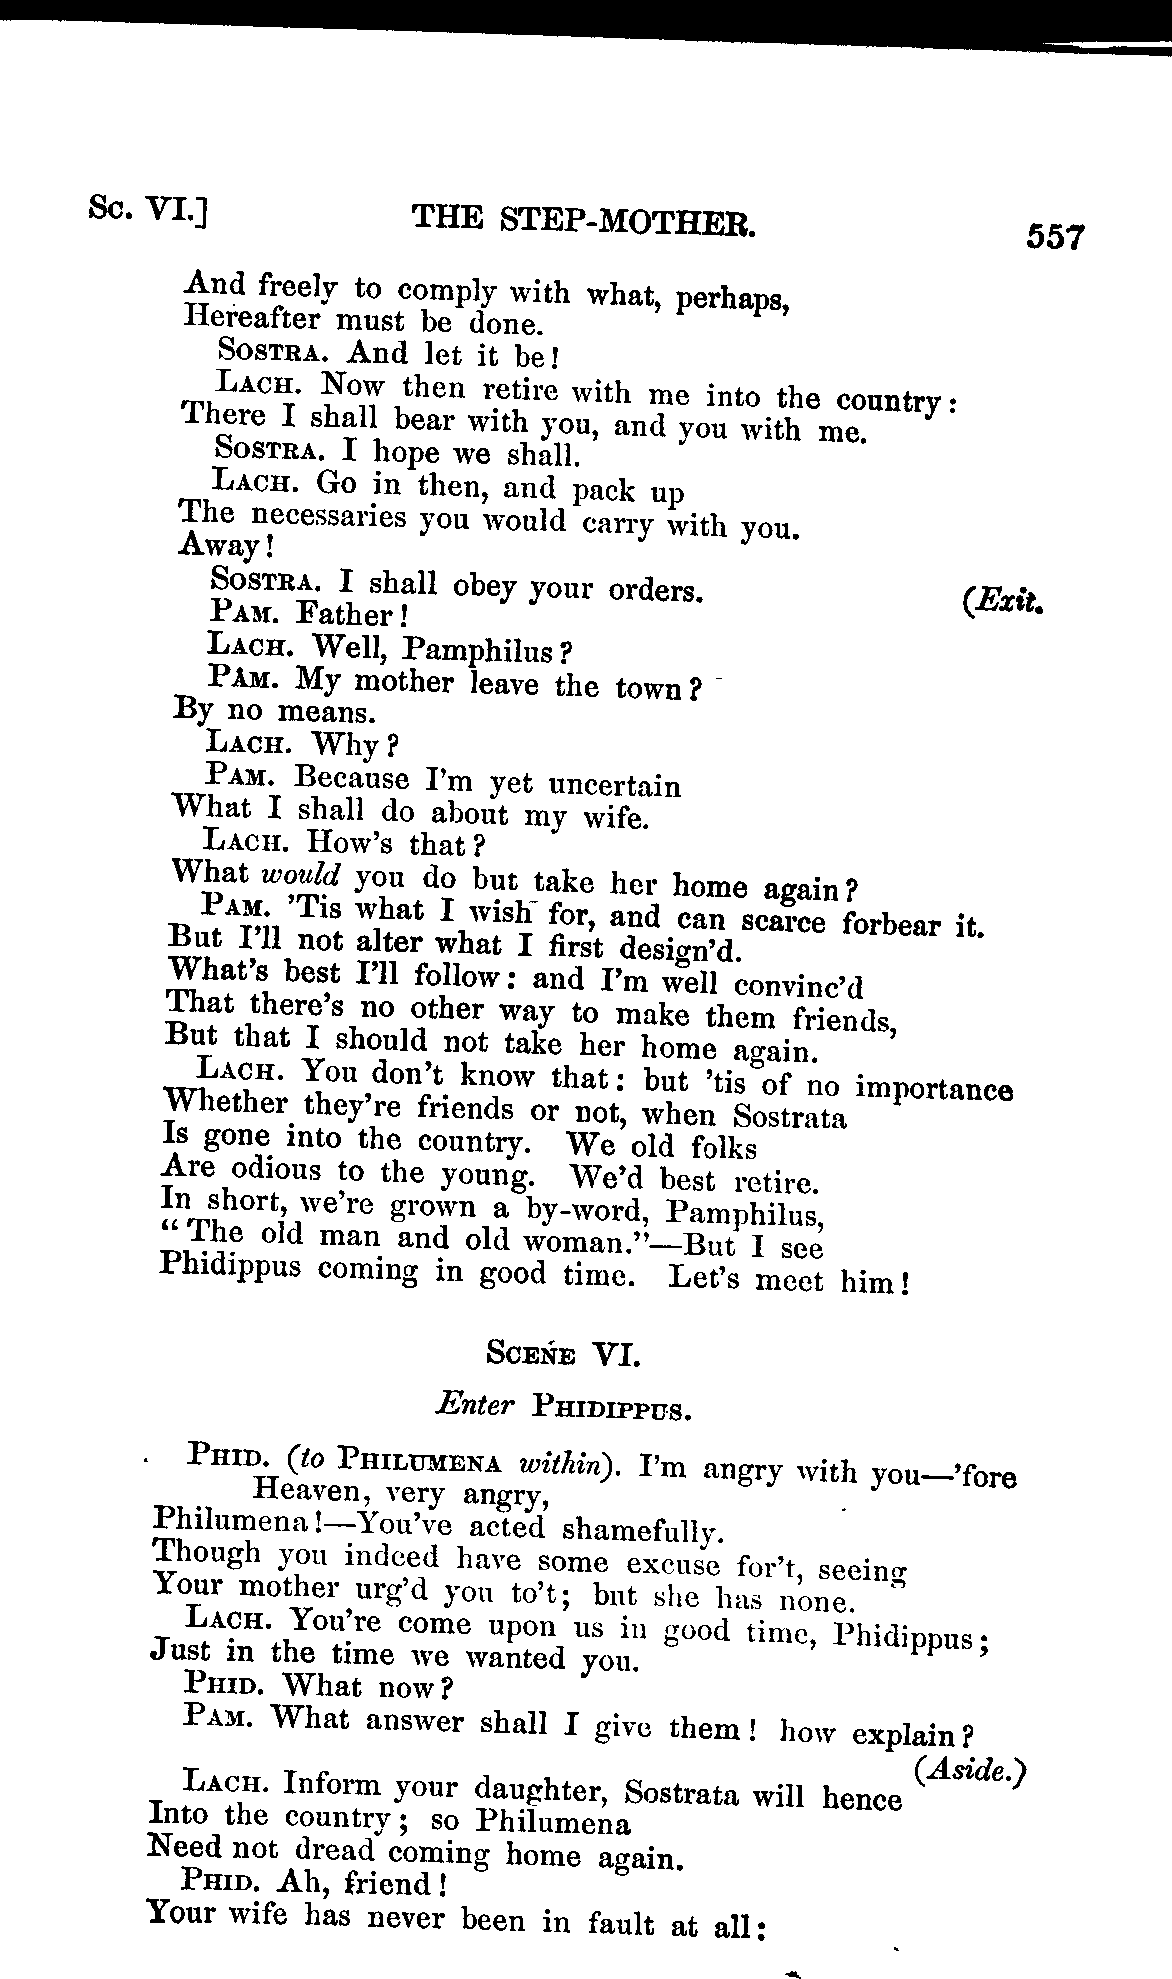 Sc. VI.] THE STEP-MOTHER. 557
And freely to comply with what, perhaps,
Hereafter must be done.
SOSTRA. And let it be!
LACH. Now then retire with me into the country:
There I shall bear with you, and you with me.
SOSTRA. I hope we shall.
LACH. Go in then, and pack up
The necessaries you would carry with you.
Away!
SOSTRA. I shall obey your orders. (Exit.
PAM. Father!
LACH. Well, Pamphilus?
PAM. My mother leave the town?
By no means.
LACH. Why?
PAM. Because I'm yet uncertain
What I shall do about my wife.
LACH. How's that?
What would you do but take her home again?
PAM. 'Tis what I wish for, and can scarce forbear it.
But I'll not alter what I first design'd.
What's best I'll follow: and I'm well convinc'd
That there's no other way to make them friends,
But that I should not take her home again.
LACH. You don't know that: but 'tis of no importance
Whether they're friends or not, when Sostrata
Is gone into the country. We old folks
Are odious to the young. We'd best retire.
In short, we're grown a by-word, Pamphilus,
“The old man and old woman.”—But I see
Phidippus coming in good time. Let's meet him!
SCENE VI.
Enter PHIDIPPUS.
PHID. (to PHILUMENA within). I'm angry with you—'fore
Heaven, very angry,
Philumena!—You've acted shamefully.
Though you indeed have some excuse for't, seeing
Your mother urg'd you to't; but she has none.
LACH. You're come upon us in good time, Phidippus;
Just in the time we wanted you.
PHID. What now?
PAM. What answer shall I give them! how explain?
(Aside.)
LACH. Inform your daughter, Sostrata will hence
Into the country; so Philumena
Need not dread coming home again.
PHID. Ah, friend!
Your wife has never been in fault at all: